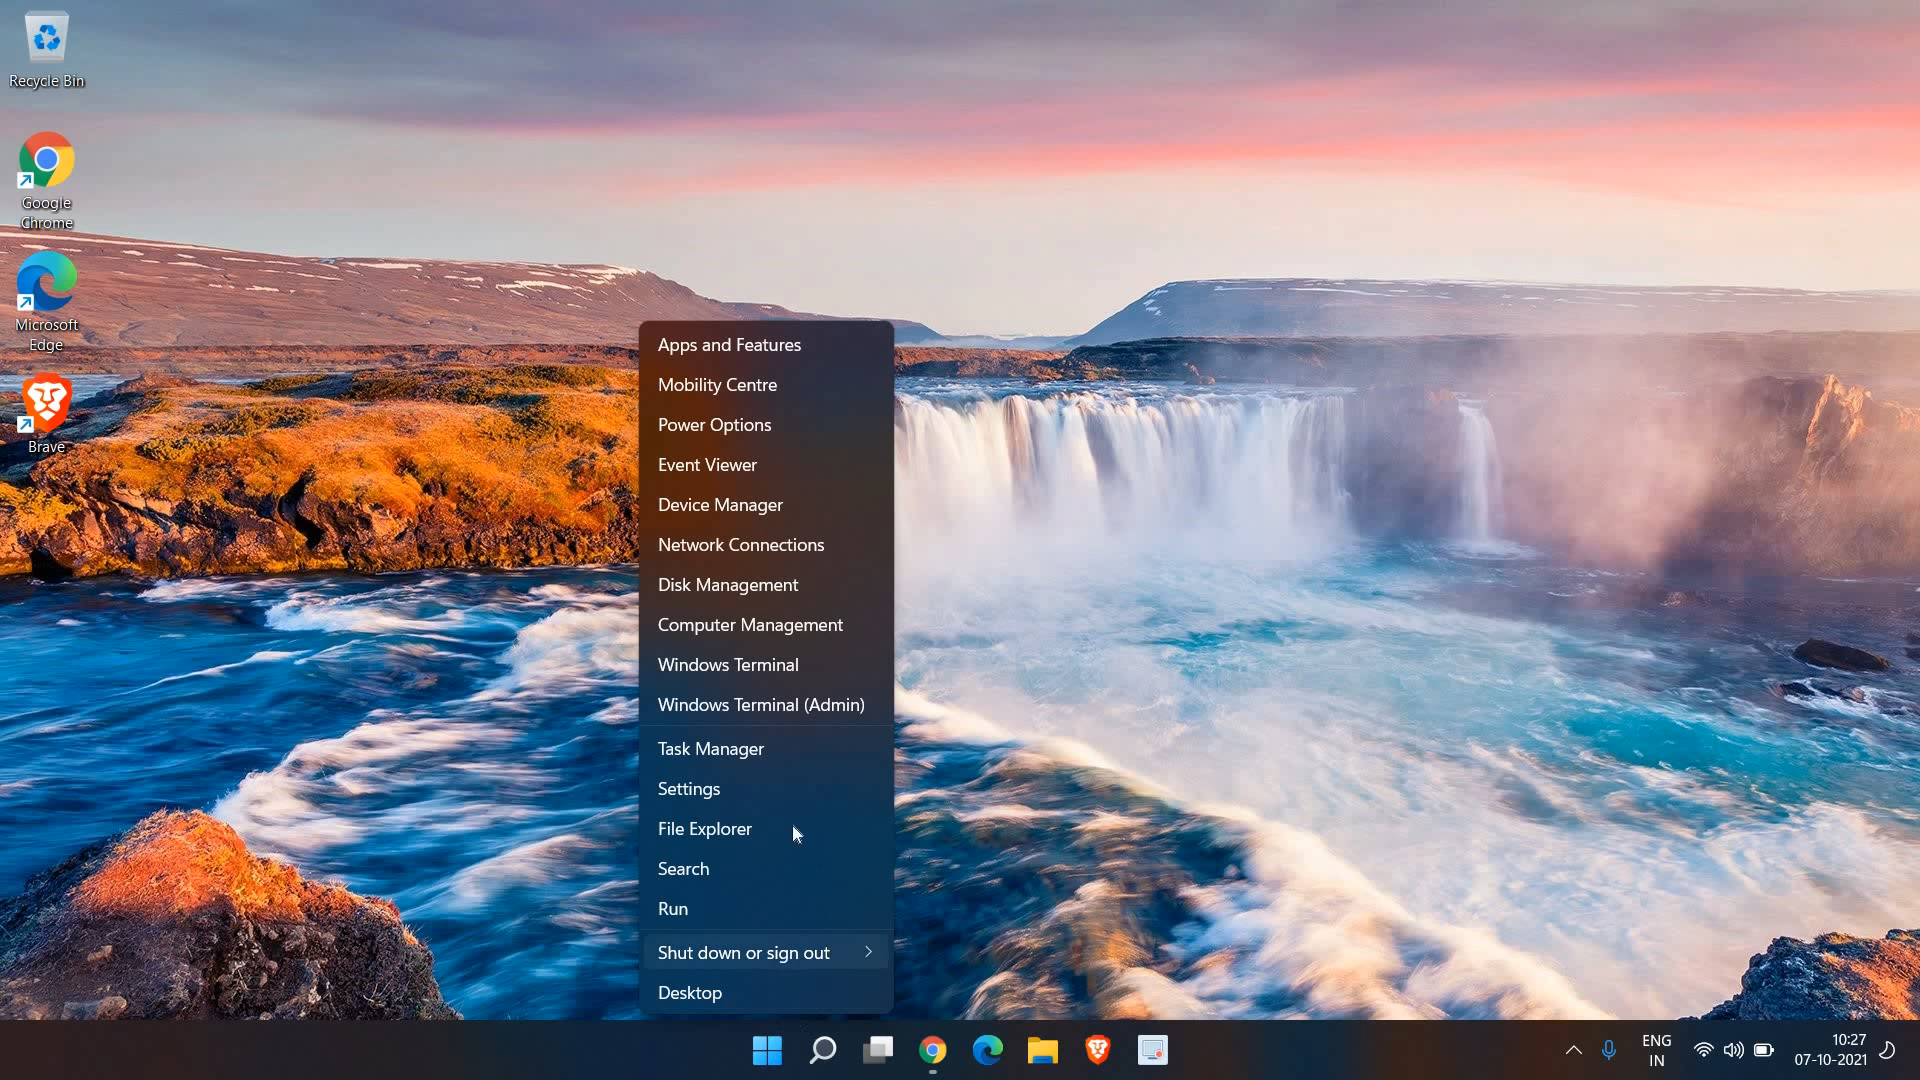 Recycle Bin
Google
Chrome
Microsoft
Edge
Brave
Apps and Features
Mobility Centre
Power Options
Event Viewer
Device Manager
Network Connections
Disk Management
Computer Management
Windows Terminal
Windows Terminal (Admin)
Task Manager
Settings
File Explorer
Search
Run
Shut down or sign out
Desktop
ENG
IN
10:27
07-10-2021